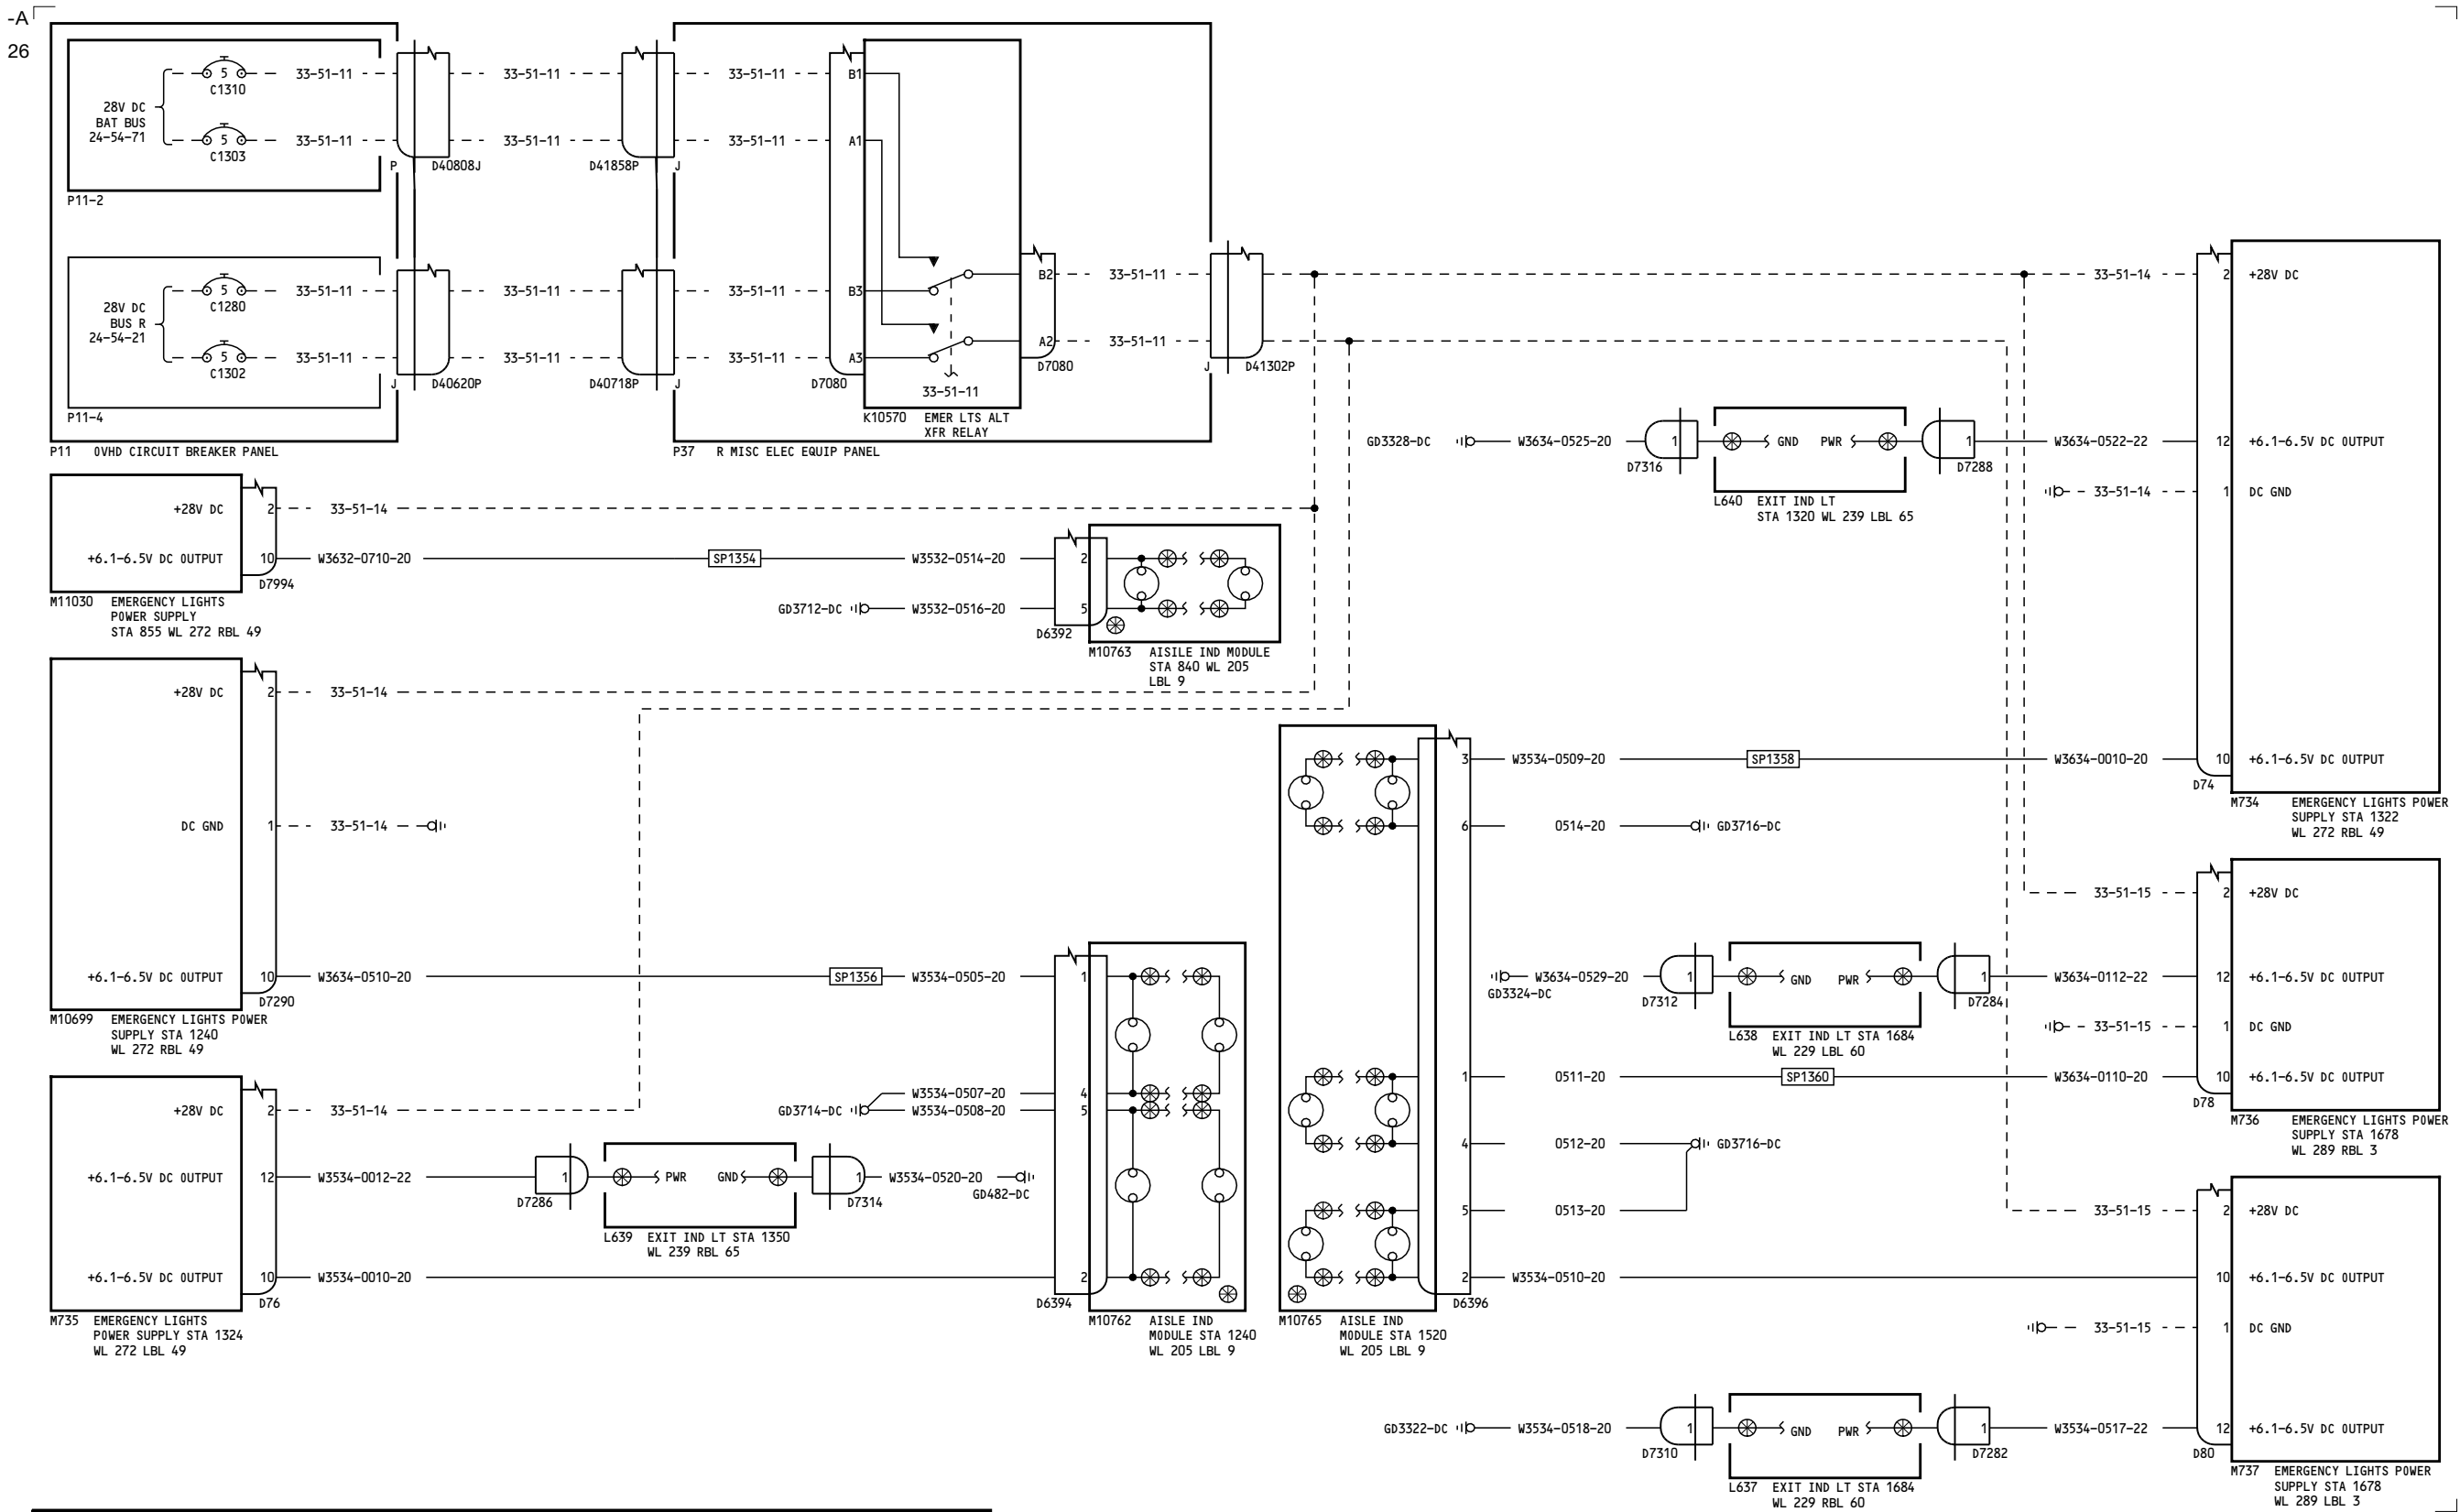 -A
26
28V DC
BAT BUS
24-54-71
5
C1310
5
C1303
33-51-11
33-51-11
P11-2
P
D40808J
33-51-11
33-51-11
D41858P
J
33-51-11
33-51-11
B1
A1
28V DC
BUS R
24-54-21
5
C1280
5
C1302
33-51-11
33-51-11
P11-4
J
D40620P
33-51-11
33-51-11
D40718P
J
33-51-11
33-51-11
D7080
B3
A3
33-51-11
B2
A2
D7080
33-51-11
33-51-11
J
D41302P
K10570 EMER LTS ALT
XFR RELAY
P11 OVHD CIRCUIT BREAKER PANEL
P37 R MISC ELEC EQUIP PANEL
+28V DC
2
33-51-14
+6.1-6.5V DC OUTPUT
10
W3632-0710-20
SP1354
W3532-0514-20
2
D7994
M11030 EMERGENCY LIGHTS
POWER SUPPLY
STA 855 WL 272 RBL 49
GD3712-DC
W3532-0516-20
5
D6392
M10763 AISILE IND MODULE
STA 840 WL 205
LBL 9
+28V DC
2
33-51-14
DC GND
1
33-51-14
+6.1-6.5V DC OUTPUT
10
W3634-0510-20
SP1356
W3534-0505-20
1
D7290
M10699 EMERGENCY LIGHTS POWER
SUPPLY STA 1240
WL 272 RBL 49
+28V DC
2
33-51-14
GD3714-DC
W3534-0507-20
4
W3534-0508-20
5
+6.1-6.5V DC OUTPUT
12
W3534-0012-22
1
D7286
PWR
GND
1
D7314
W3534-0520-20
GD482-DC
L639 EXIT IND LT STA 1350
WL 239 RBL 65
+6.1-6.5V DC OUTPUT
10
W3534-0010-20
2
D76
D6394
M735 EMERGENCY LIGHTS
POWER SUPPLY STA 1324
WL 272 LBL 49
M10762 AISLE IND
MODULE STA 1240
WL 205 LBL 9
33-51-14
2
+28V DC
GD3328-DC
W3634-0525-20
1
D7316
GND
PWR
1
D7288
W3634-0522-22
12
+6.1-6.5V DC OUTPUT
L640 EXIT IND LT
STA 1320 WL 239 LBL 65
33-51-14
1
DC GND
3
W3534-0509-20
SP1358
W3634-0010-20
10
+6.1-6.5V DC OUTPUT
D74
M734 EMERGENCY LIGHTS POWER
SUPPLY STA 1322
WL 272 RBL 49
6
0514-20
GD3716-DC
33-51-15
2
+28V DC
GD3324-DC
W3634-0529-20
1
D7312
GND
PWR
1
D7284
W3634-0112-22
12
+6.1-6.5V DC OUTPUT
L638 EXIT IND LT STA 1684
WL 229 LBL 60
33-51-15
1
DC GND
1
0511-20
SP1360
W3634-0110-20
10
+6.1-6.5V DC OUTPUT
D78
M736 EMERGENCY LIGHTS POWER
SUPPLY STA 1678
WL 289 RBL 3
4
0512-20
GD3716-DC
5
0513-20
33-51-15
2
+28V DC
2
W3534-0510-20
10
+6.1-6.5V DC OUTPUT
D6396
M10765 AISLE IND
MODULE STA 1520
WL 205 LBL 9
33-51-15
1
DC GND
GD3322-DC
W3534-0518-20
1
D7310
GND
PWR
1
D7282
W3534-0517-22
12
+6.1-6.5V DC OUTPUT
D80
L637 EXIT IND LT STA 1684
WL 229 RBL 60
M737 EMERGENCY LIGHTS POWER
SUPPLY STA 1678
WL 289 LBL 3